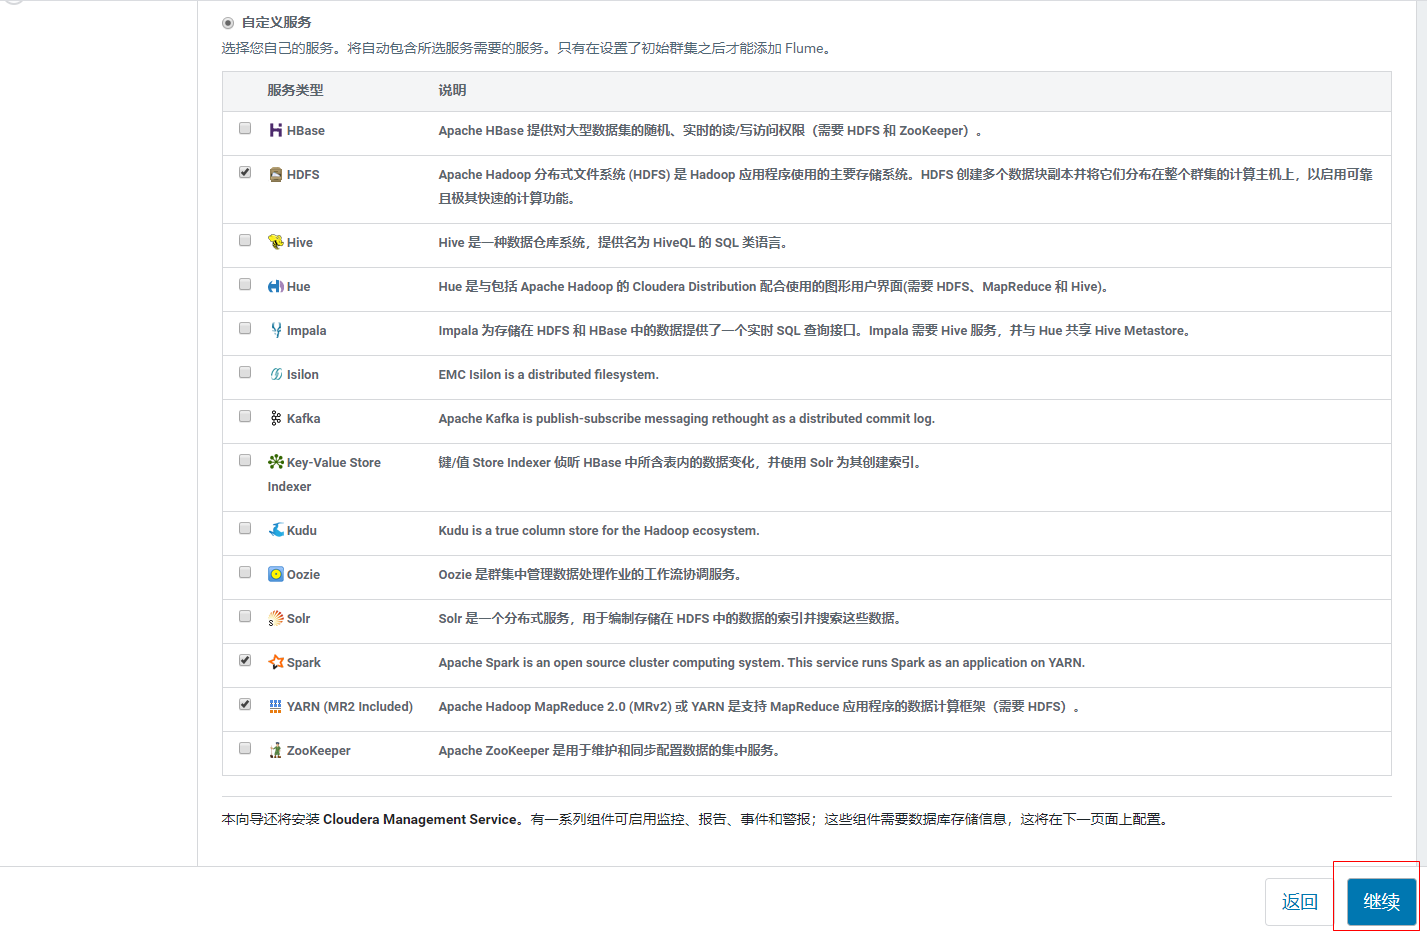 自定义服务
选择您自己的服务。将自动包含所选服务需要的服务。只有在设置了初始群集之后才能添加 Flume。
服务类型 说明
HBase Apache HBase 提供对大型数据集的随机、实时的读/写访问权限（需要 HDFS 和 ZooKeeper）。
HDFS Apache Hadoop 分布式文件系统 (HDFS) 是 Hadoop 应用程序使用的主要存储系统。HDFS 创建多个数据块副本并将它们分布在整个群集的计算主机上，以启用可靠
且极其快速的计算功能。
Hive Hive 是一种数据仓库系统，提供名为 HiveQL 的 SQL 类语言。
Hue Hue 是与包括 Apache Hadoop 的 Cloudera Distribution 配合使用的图形用户界面(需要 HDFS、MapReduce 和 Hive)。
Impala Impala 为存储在 HDFS 和 HBase 中的数据提供了一个实时 SQL 查询接口。Impala 需要 Hive 服务，并与 Hue 共享 Hive Metastore。
Isilon EMC Isilon is a distributed filesystem.
Kafka Apache Kafka is publish-subscribe messaging rethought as a distributed commit log.
Key-Value Store 键/值 Store Indexer 侦听 HBase 中所含表内的数据变化，并使用 Solr 为其创建索引。
Indexer
Kudu Kudu is a true column store for the Hadoop ecosystem.
Oozie Oozie 是群集中管理数据处理作业的工作流协调服务。
Solr Solr 是一个分布式服务，用于编制存储在 HDFS 中的数据的索引并搜索这些数据。
Spark Apache Spark is an open source cluster computing system. This service runs Spark as an application on YARN.
YARN (MR2 Included) Apache Hadoop MapReduce 2.0 (MRv2) 或 YARN 是支持 MapReduce 应用程序的数据计算框架（需要 HDFS）。
ZooKeeper Apache ZooKeeper 是用于维护和同步配置数据的集中服务。
本向导还将安装 Cloudera Management Service。有一系列组件可启用监控、报告、事件和警报；这些组件需要数据库存储信息，这将在下一页面上配置。
返回 继续